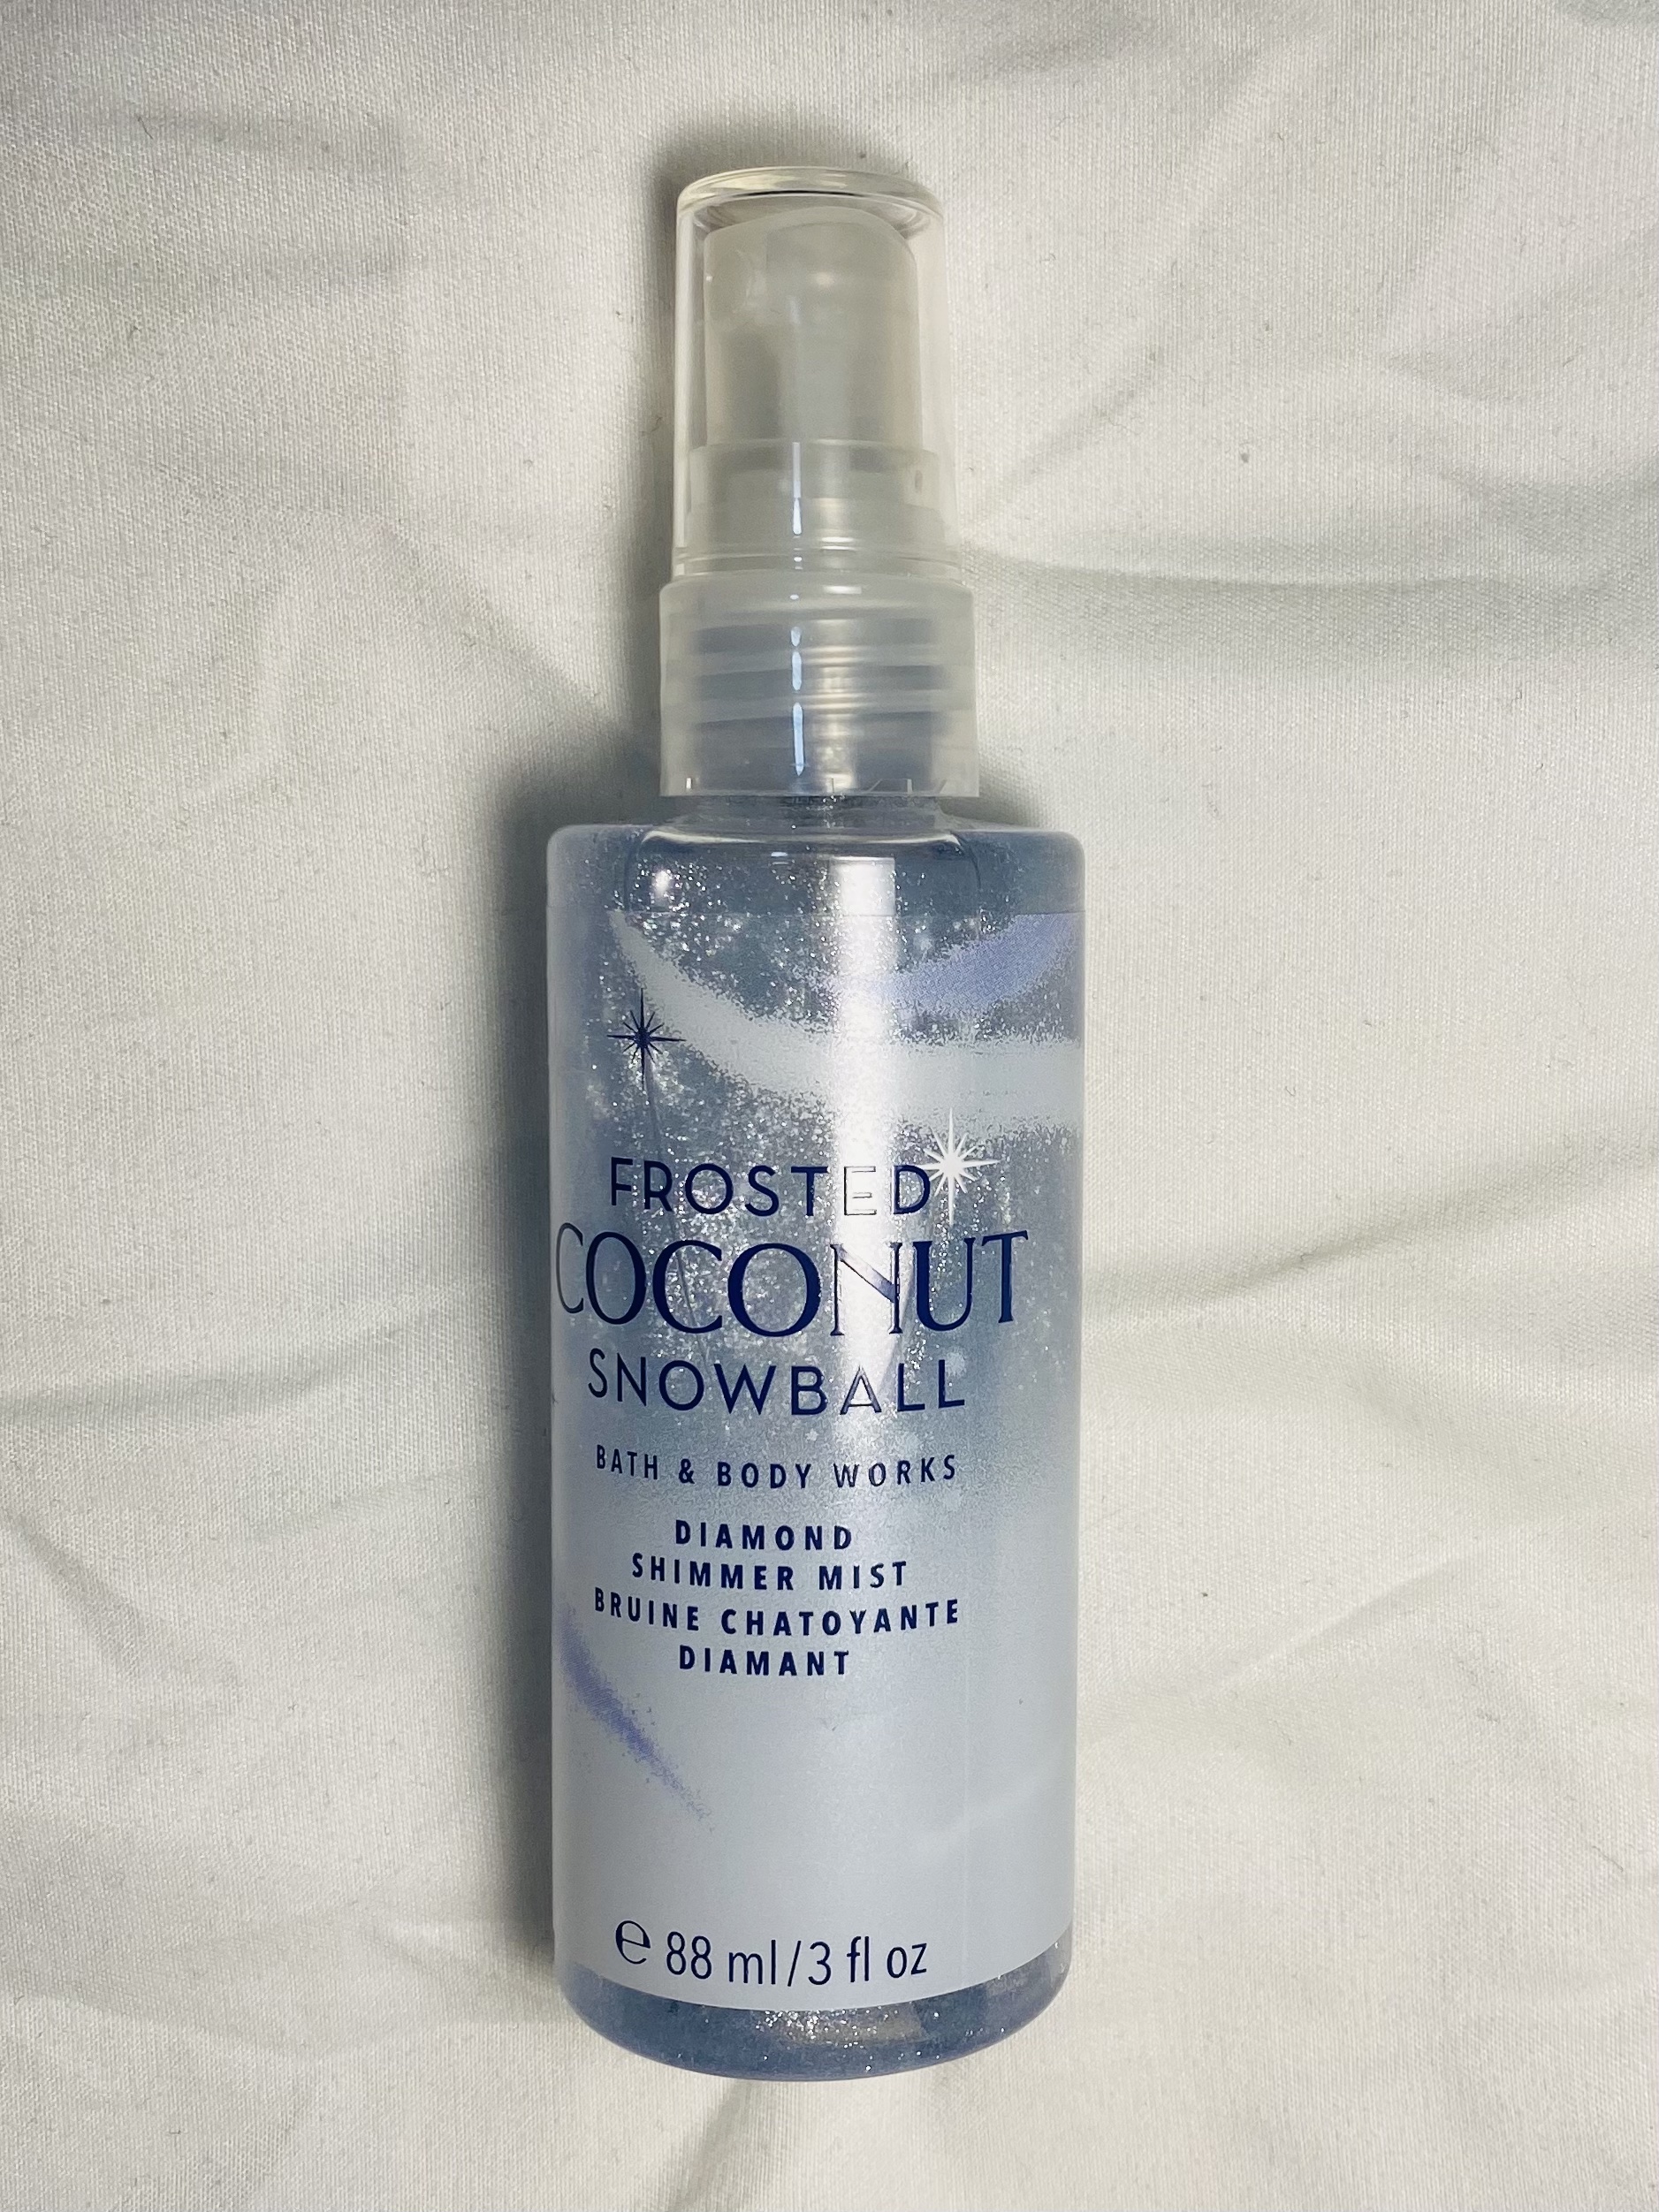 FROSTED
COCONUT
SNOWBALL
BATH & BODY WORKS
DIAMOND
SHIMMER MIST
BRUINE CHATOYANTE
DIAMANT
℮ 88 ml/3 fl oz